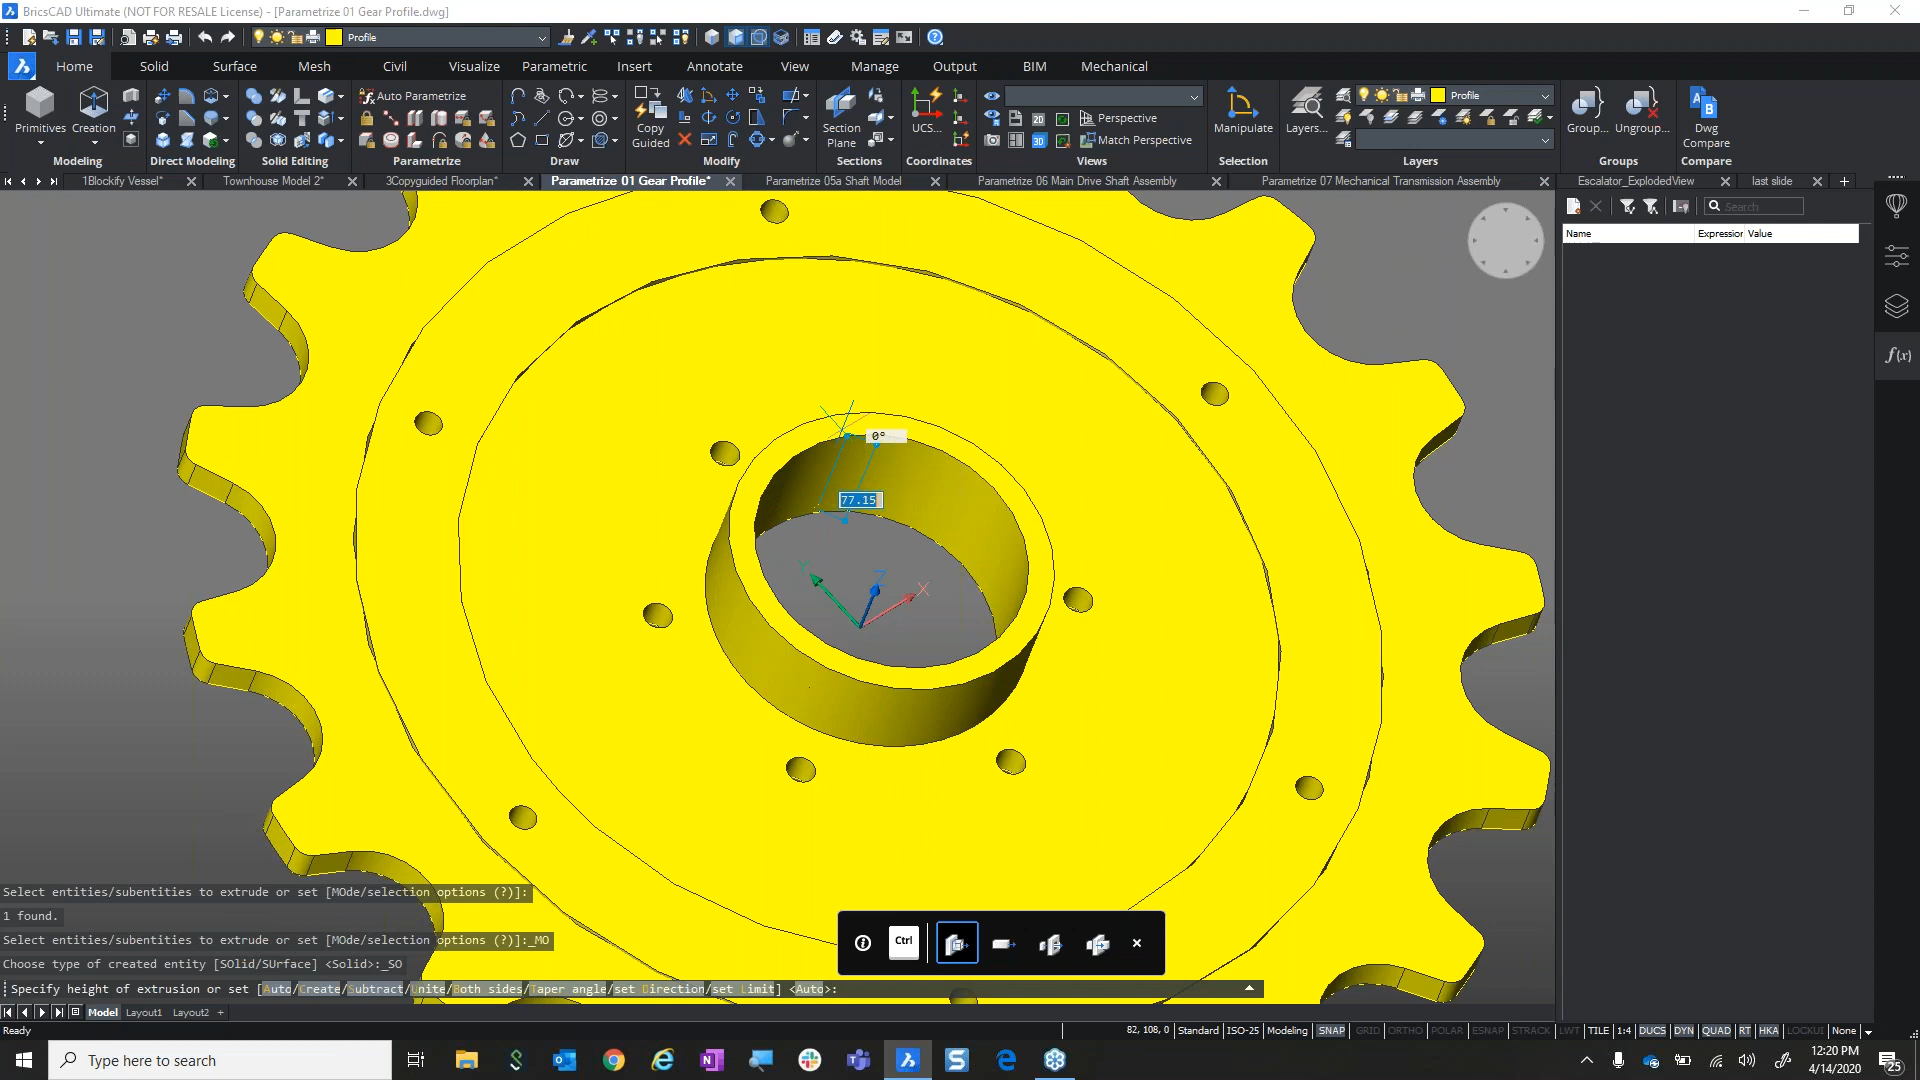 BricsCAD Ultimate (NOT FOR RESALE License) - [Parametrize 01 Gear Profile.dwg]
Profile
Home Solid Surface Mesh Civil Visualize Parametric Insert Annotate View Manage Output BIM Mechanical
Auto Parametrize
Profile
Perspective
Match Perspective
Primitives Creation
Copy Guided
Section Plane
UCS...
Manipulate
Layers...
Group... Ungroup...
Dwg Compare
Modeling Direct Modeling Solid Editing Parametrize Draw Modify Sections Coordinates Views Selection Layers Groups Compare
1Blockify Vessel* Townhouse Model 2* 3Copyguided Floorplan* Parametrize 01 Gear Profile* Parametrize 05a Shaft Model Parametrize 06 Main Drive Shaft Assembly Parametrize 07 Mechanical Transmission Assembly Escalator_ExplodedView last slide
Search
Name Expression Value
f(x)
0°
77.15
Y Z X
Select entities/subentities to extrude or set [MOde/selection options (?)]:
1 found.
Select entities/subentities to extrude or set [MOde/selection options (?)]:_MO
Choose type of created entity [SOlid/SUrface] <Solid>:_SO
Specify height of extrusion or set [Auto/Create/Subtract/Unite/Both sides/Taper angle/set Direction/set Limit] <Auto>:
Ctrl
Model Layout1 Layout2 +
Ready
82, 108, 0 Standard ISO-25 Modeling SNAP GRID ORTHO POLAR ESNAP STRACK LWT TILE 1:4 DUCS DYN QUAD RT HKA LOCKUI None
Type here to search
12:20 PM
4/14/2020
25